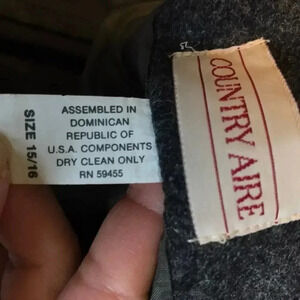 SIZE 15/16
ASSEMBLED IN
DOMINICAN
REPUBLIC OF
U.S.A. COMPONENTS
DRY CLEAN ONLY
RN 59455
COUNTRY AIRE